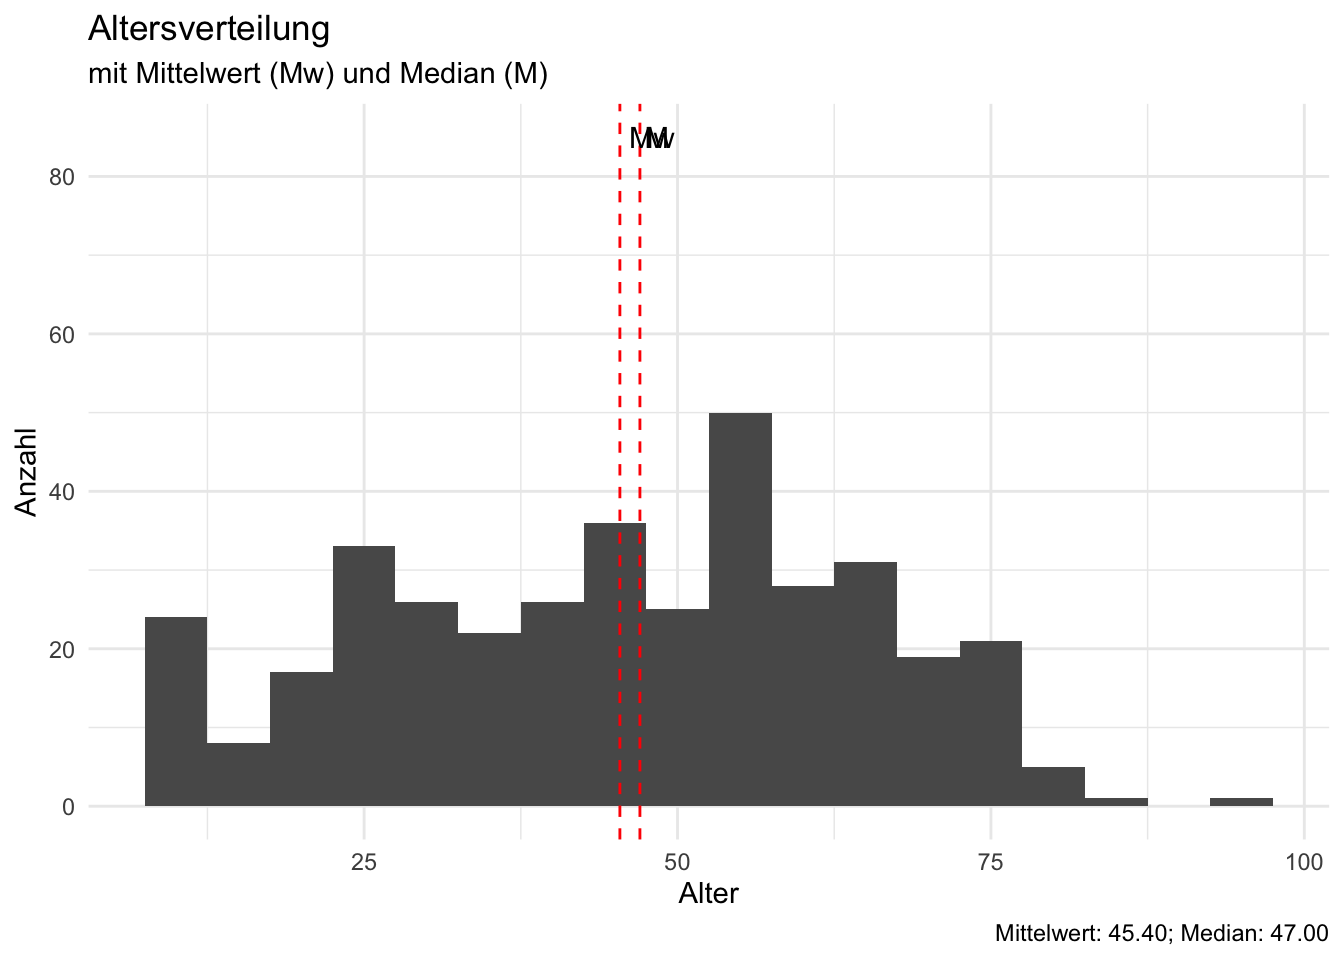 Altersverteilung
mit Mittelwert (Mw) und Median (M)
Mw
M
Anzahl
80
60
40
20
0
25
50
75
100
Alter
Mittelwert: 45.40; Median: 47.00